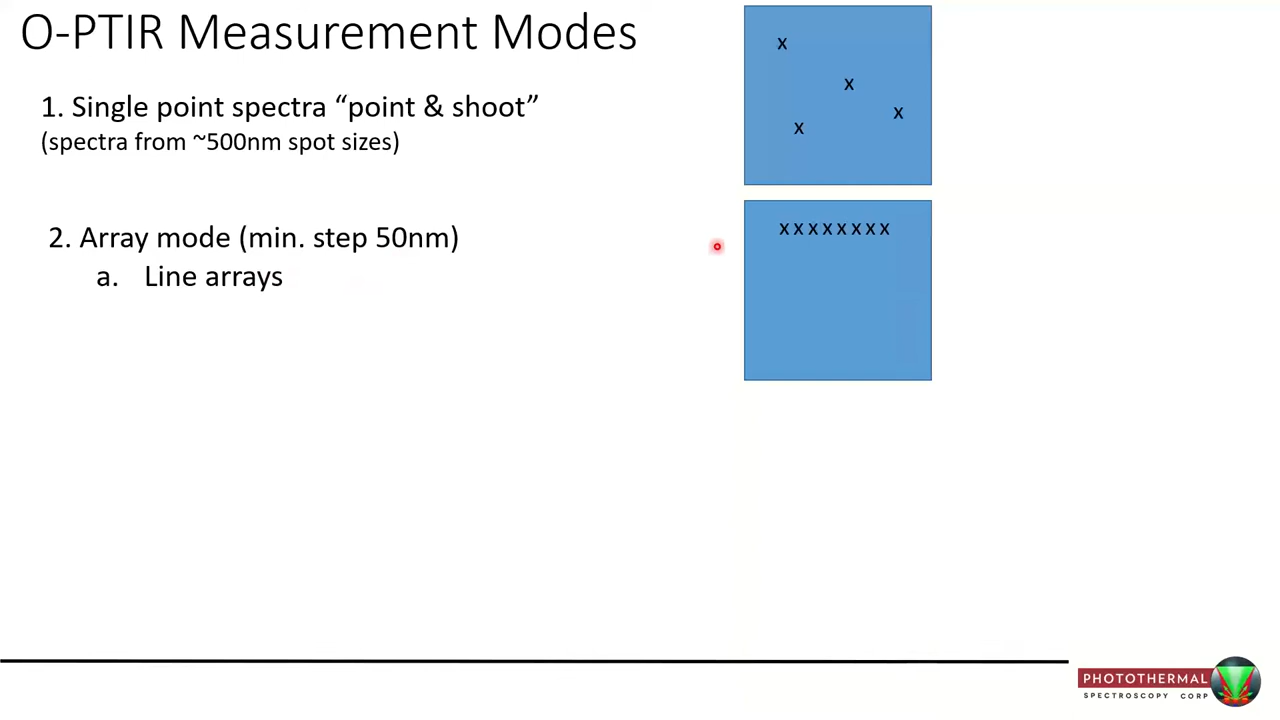 O-PTIR Measurement Modes
1. Single point spectra “point & shoot”
(spectra from ~500nm spot sizes)
x
x
x
x
2. Array mode (min. step 50nm)
a. Line arrays
x x x x x x x x
PHOTOTHERMAL
SPECTROSCOPY CORP